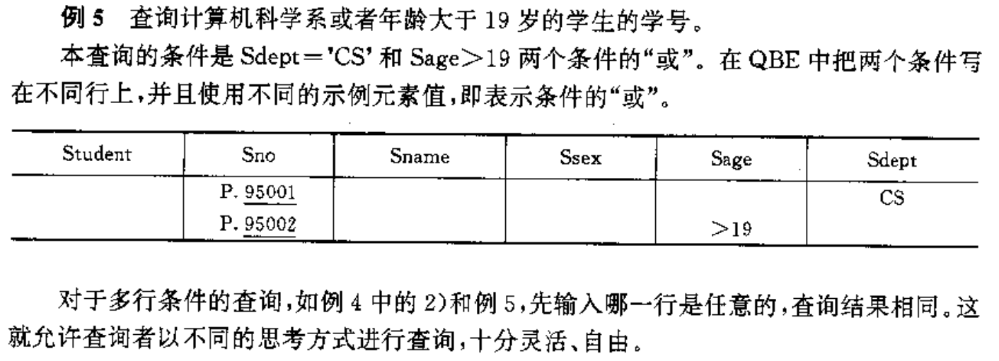 例 5 查询计算机科学系或者年龄大于 19 岁的学生的学号。
本查询的条件是 Sdept='CS' 和 Sage>19 两个条件的“或”。在 QBE 中把两个条件写
在不同行上,并且使用不同的示例元素值,即表示条件的“或”。
Student Sno Sname Ssex Sage Sdept
P. 95001 CS
P. 95002 >19
对于多行条件的查询,如例 4 中的 2)和例 5,先输入哪一行是任意的,查询结果相同。这
就允许查询者以不同的思考方式进行查询,十分灵活、自由。